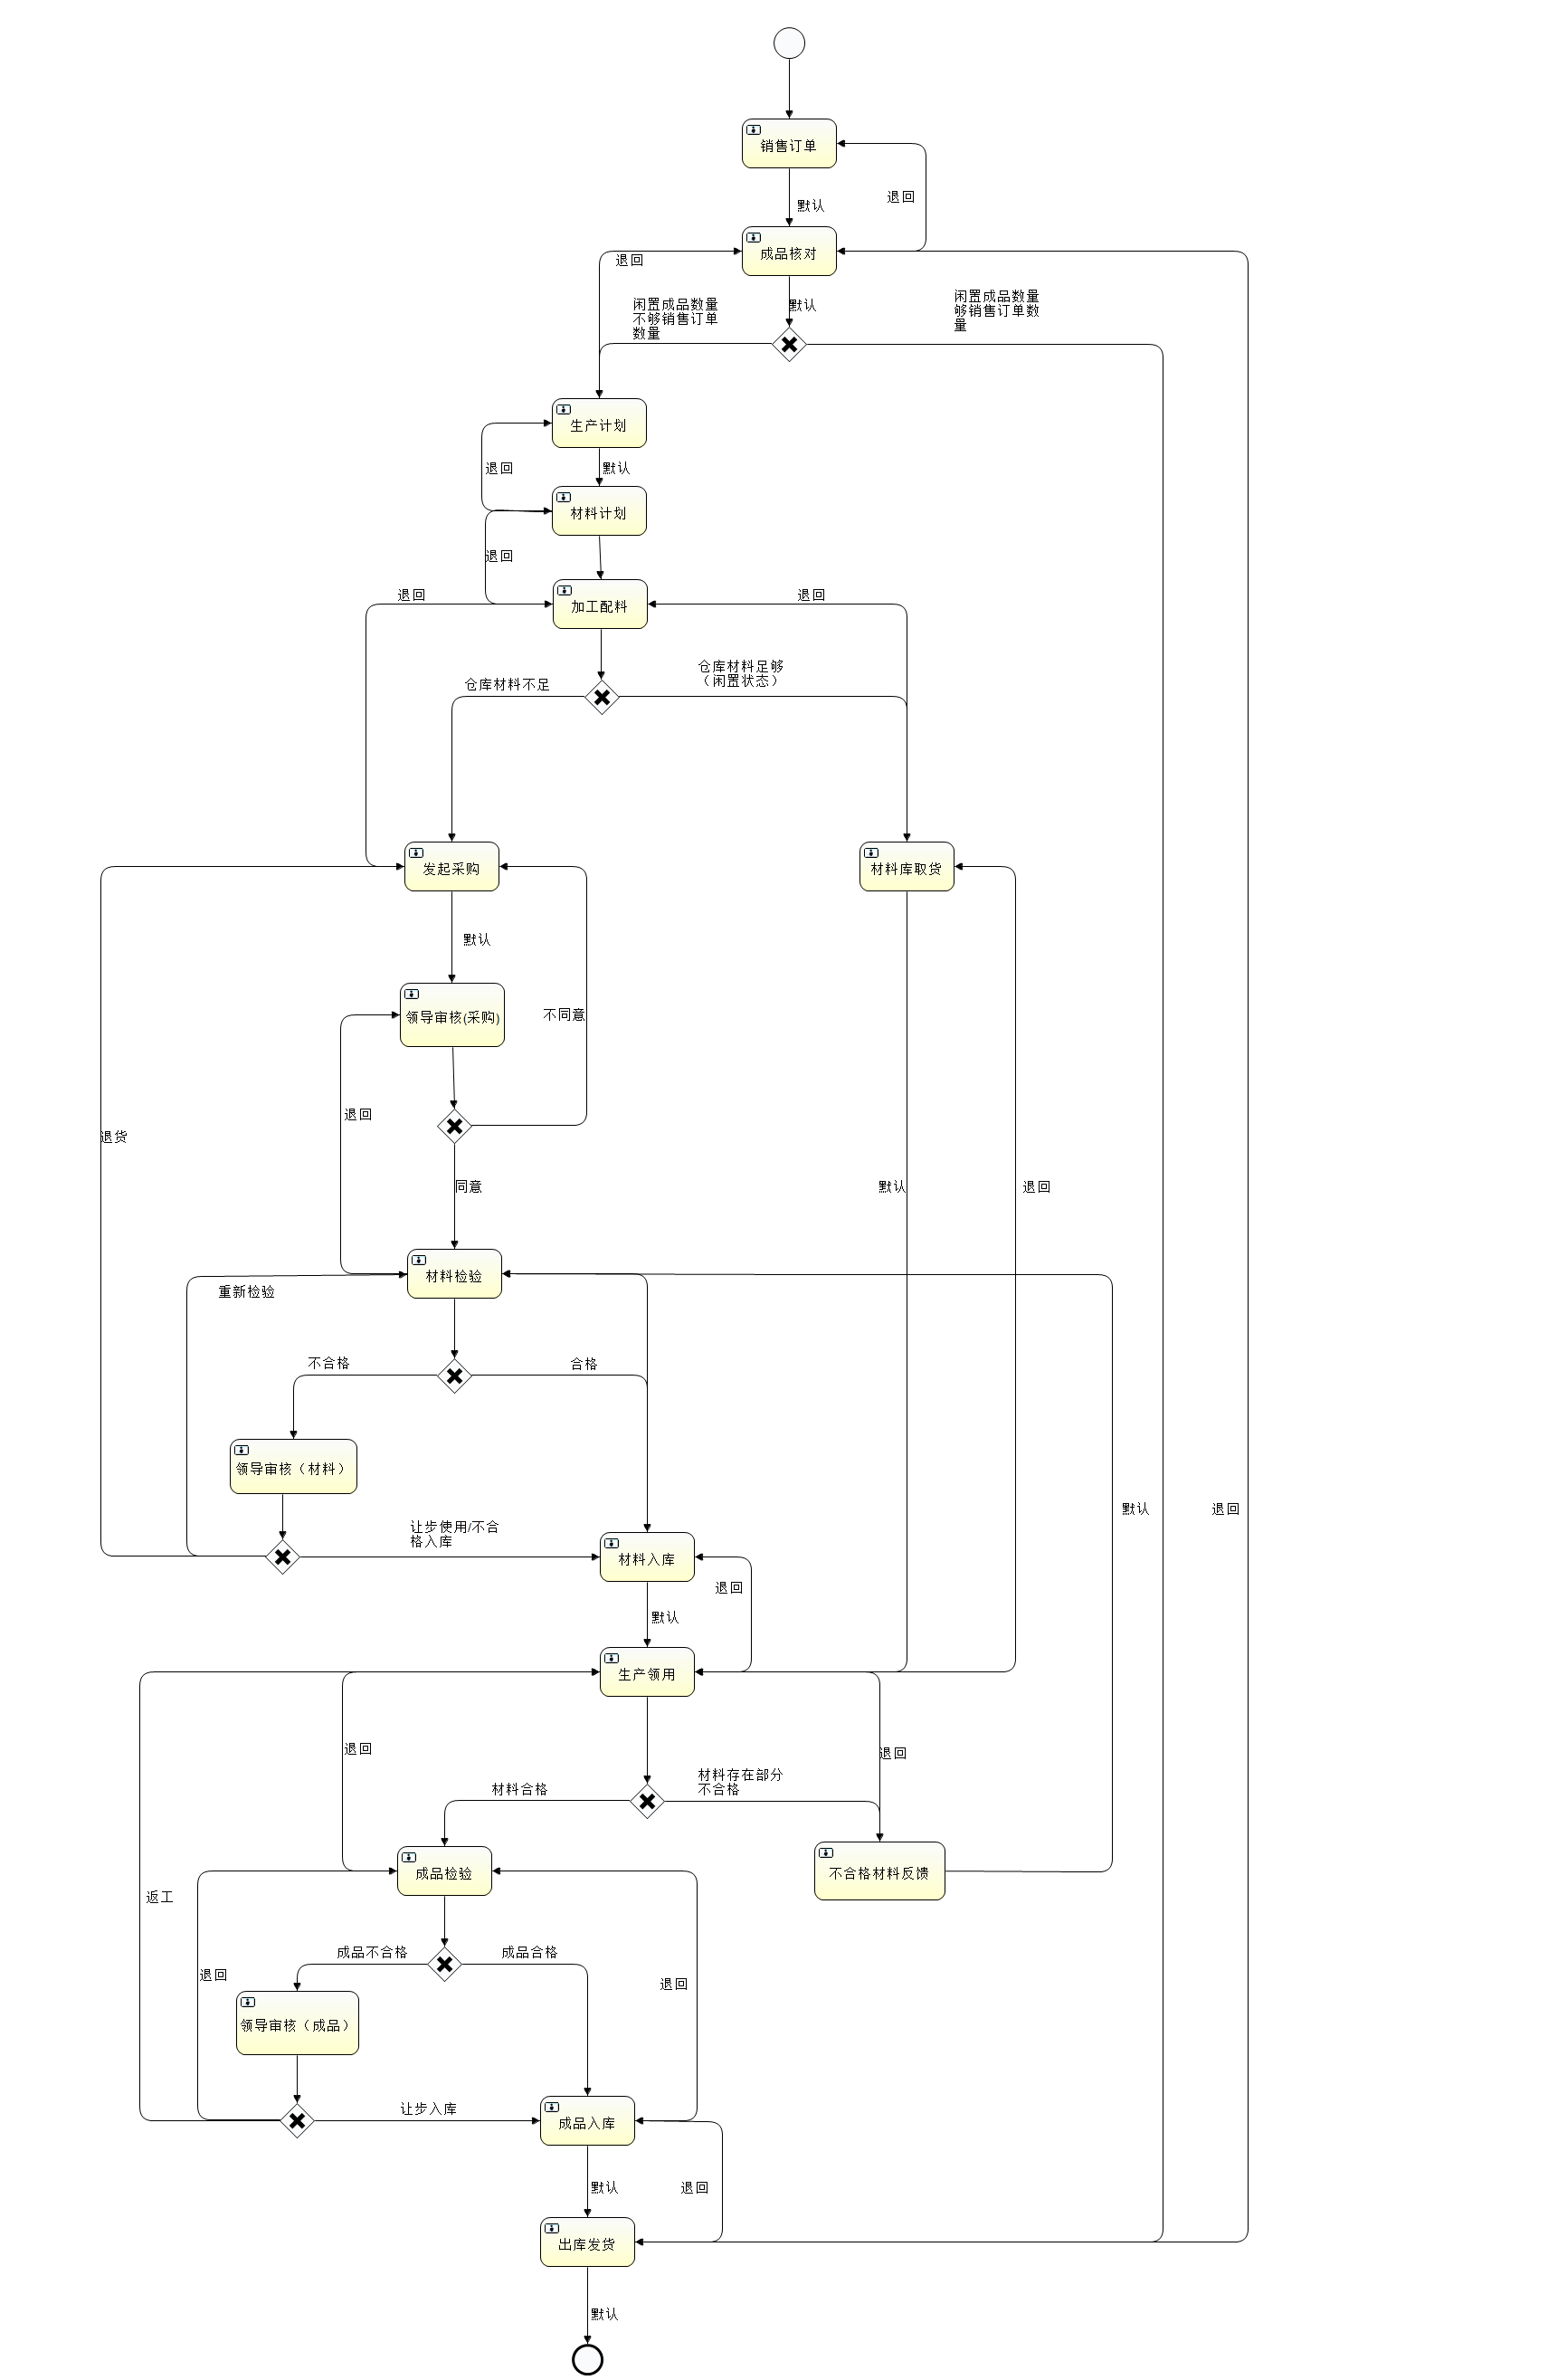 销售订单
退回
默认
成品核对
退回
闲置成品数量
够销售订单数
量
闲置成品数量
不够销售订单
数量
默认
生产计划
退回
默认
材料计划
退回
退回
加工配料
退回
仓库材料不足
仓库材料足够
（闲置状态）
发起采购
材料库取货
默认
领导审核(采购)
不同意
退回
退货
同意
默认
退回
材料检验
重新检验
不合格
合格
领导审核（材料）
让步使用/不合
格入库
默认
退回
材料入库
退回
默认
生产领用
退回
退回
材料合格
材料存在部分
不合格
成品检验
不合格材料反馈
返工
成品不合格
成品合格
退回
退回
领导审核（成品）
让步入库
成品入库
默认
退回
出库发货
默认